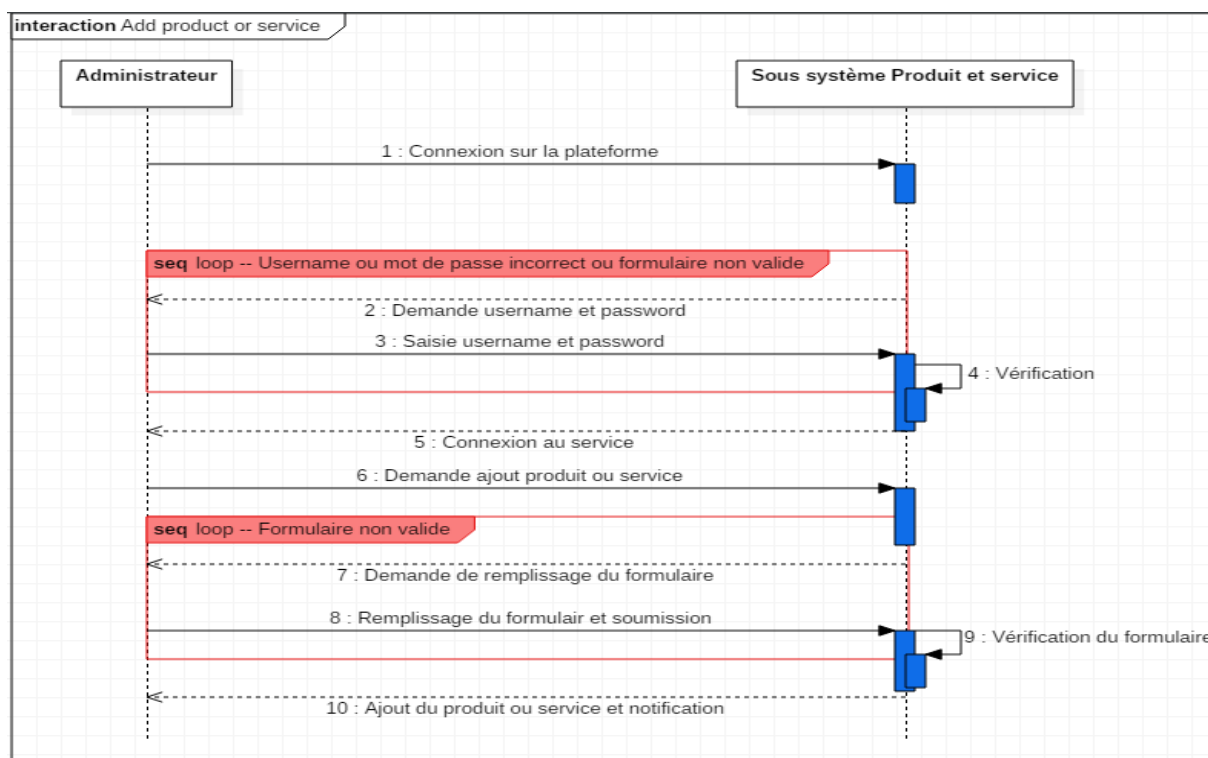 interaction Add product or service
Administrateur
Sous système Produit et service
1 : Connexion sur la plateforme
seq loop -- Username ou mot de passe incorrect ou formulaire non valide
2 : Demande username et password
3 : Saisie username et password
4 : Vérification
5 : Connexion au service
6 : Demande ajout produit ou service
seq loop -- Formulaire non valide
7 : Demande de remplissage du formulaire
8 : Remplissage du formulair et soumission
9 : Vérification du formulaire
10 : Ajout du produit ou service et notification